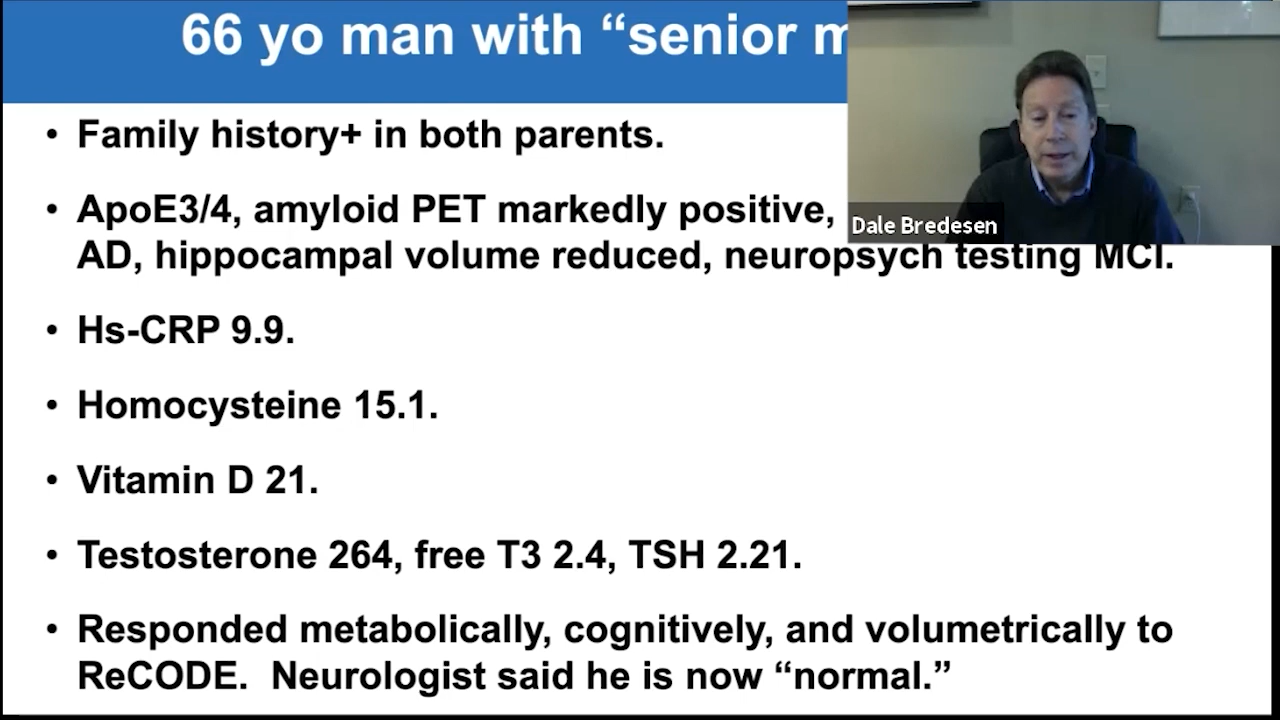 66 yo man with “senior
• Family history+ in both parents.
• ApoE3/4, amyloid PET markedly positive,
Dale Bredesen
AD, hippocampal volume reduced, neuropsych testing MCI.
• Hs-CRP 9.9.
• Homocysteine 15.1.
• Vitamin D 21.
• Testosterone 264, free T3 2.4, TSH 2.21.
• Responded metabolically, cognitively, and volumetrically to
ReCODE.  Neurologist said he is now “normal.”